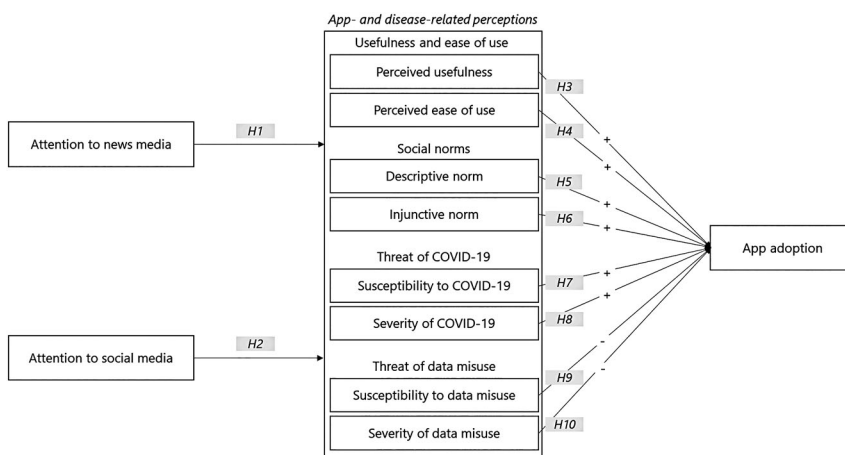 App- and disease-related perceptions
Usefulness and ease of use
Perceived usefulness
H3
+
Perceived ease of use
H4
+
Attention to news media
H1
Social norms
Descriptive norm
H5
+
Injunctive norm
H6
+
App adoption
Threat of COVID-19
Susceptibility to COVID-19
H7
+
Severity of COVID-19
H8
+
Attention to social media
H2
Threat of data misuse
Susceptibility to data misuse
H9
-
Severity of data misuse
H10
-